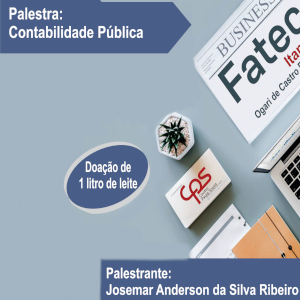 Palestra:
Contabilidade Pública
BUSINESS
Fatec
Ogari de Castro
Doação de
1 litro de leite
CPS
Palestrante:
Josemar Anderson da Silva Ribeiro